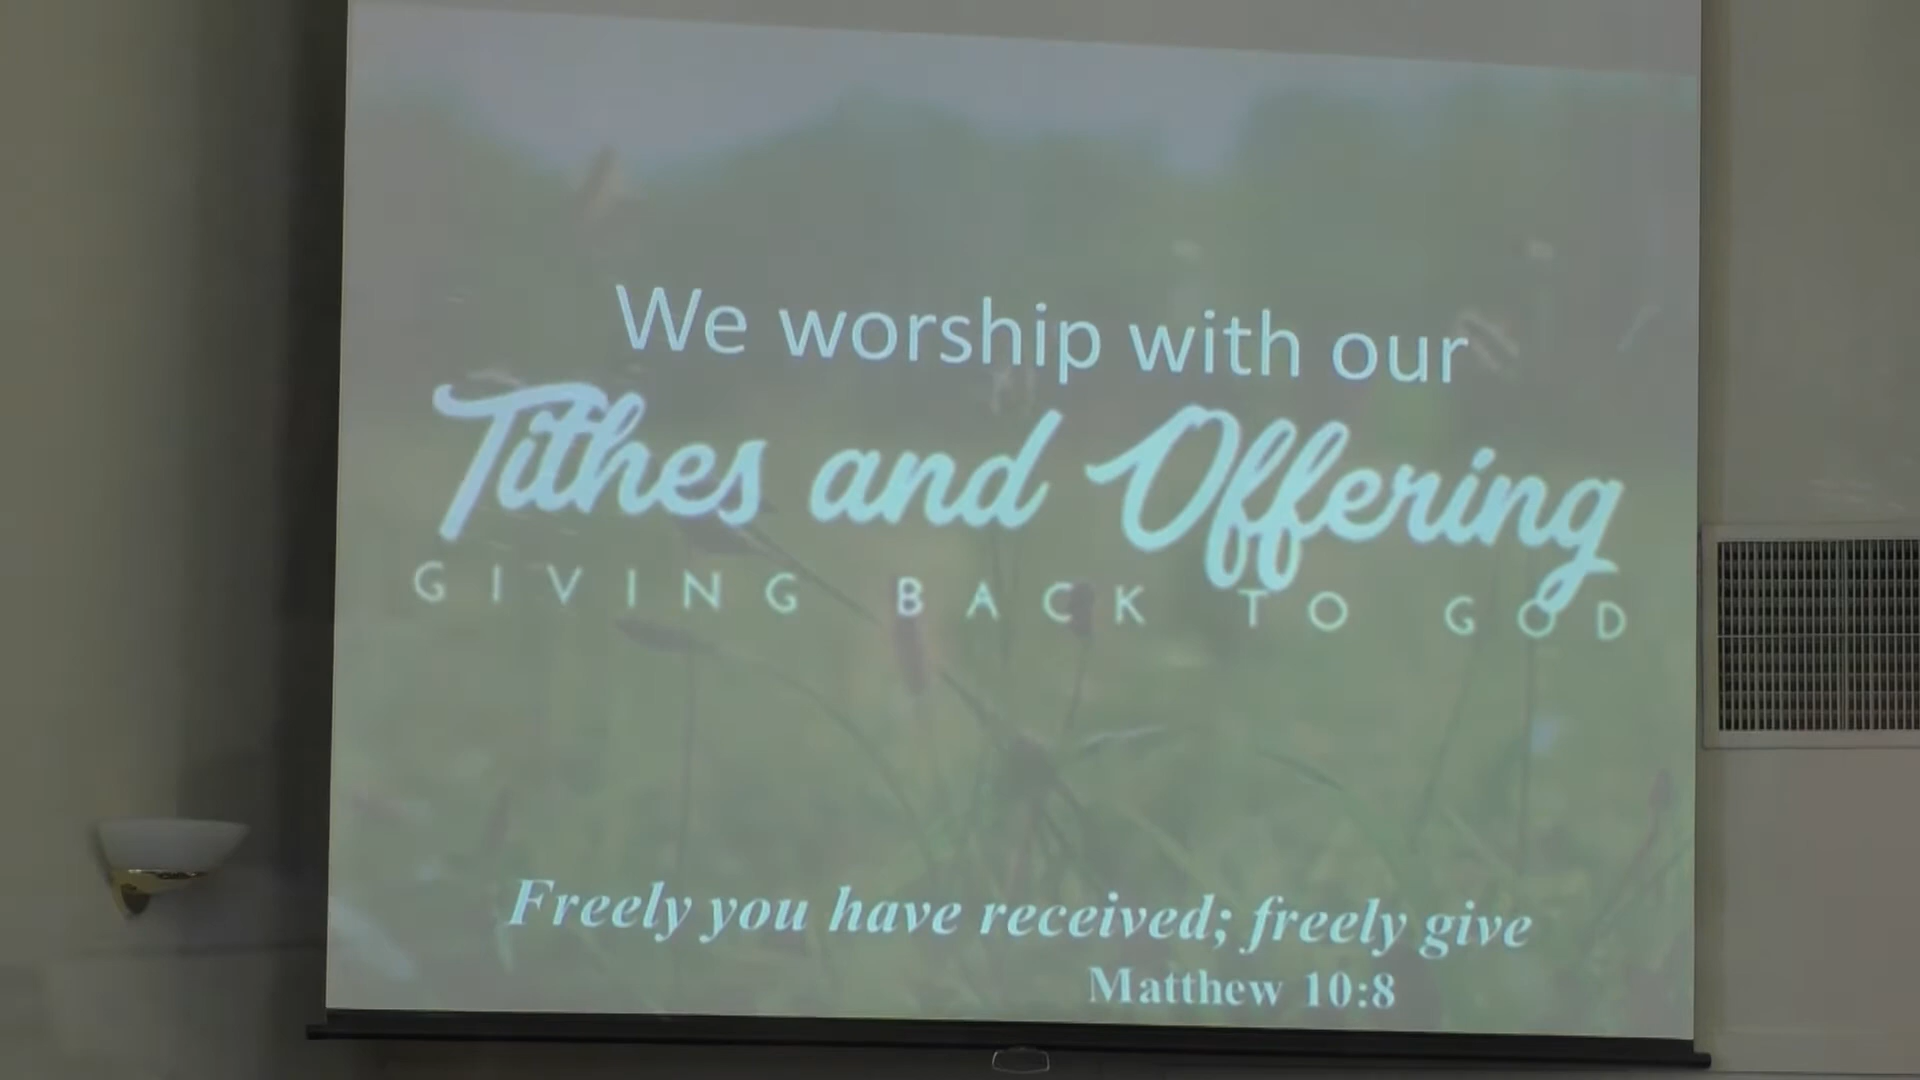 We worship with our
Tithes and Offering
GIVING BACK TO GOD
Freely you have received; freely give
Matthew 10:8